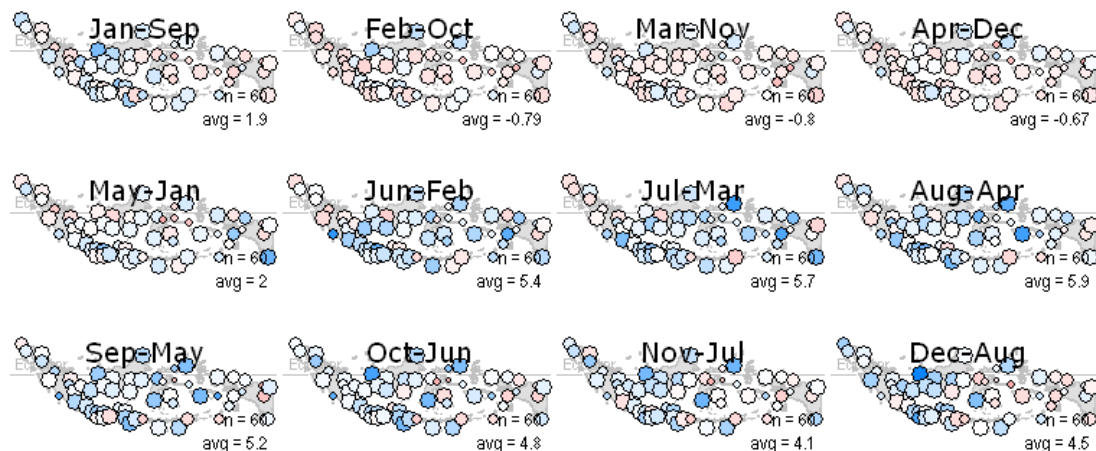 Jan-Sep
n = 60
avg = 1.9
Feb-Oct
n = 60
avg = -0.79
Mar-Nov
n = 60
avg = -0.8
Apr-Dec
n = 60
avg = -0.67
May-Jan
n = 60
avg = 2
Jun-Feb
n = 60
avg = 5.4
Jul-Mar
n = 60
avg = 5.7
Aug-Apr
n = 60
avg = 5.9
Sep-May
n = 60
avg = 5.2
Oct-Jun
n = 60
avg = 4.8
Nov-Jul
n = 60
avg = 4.1
Dec-Aug
n = 60
avg = 4.5